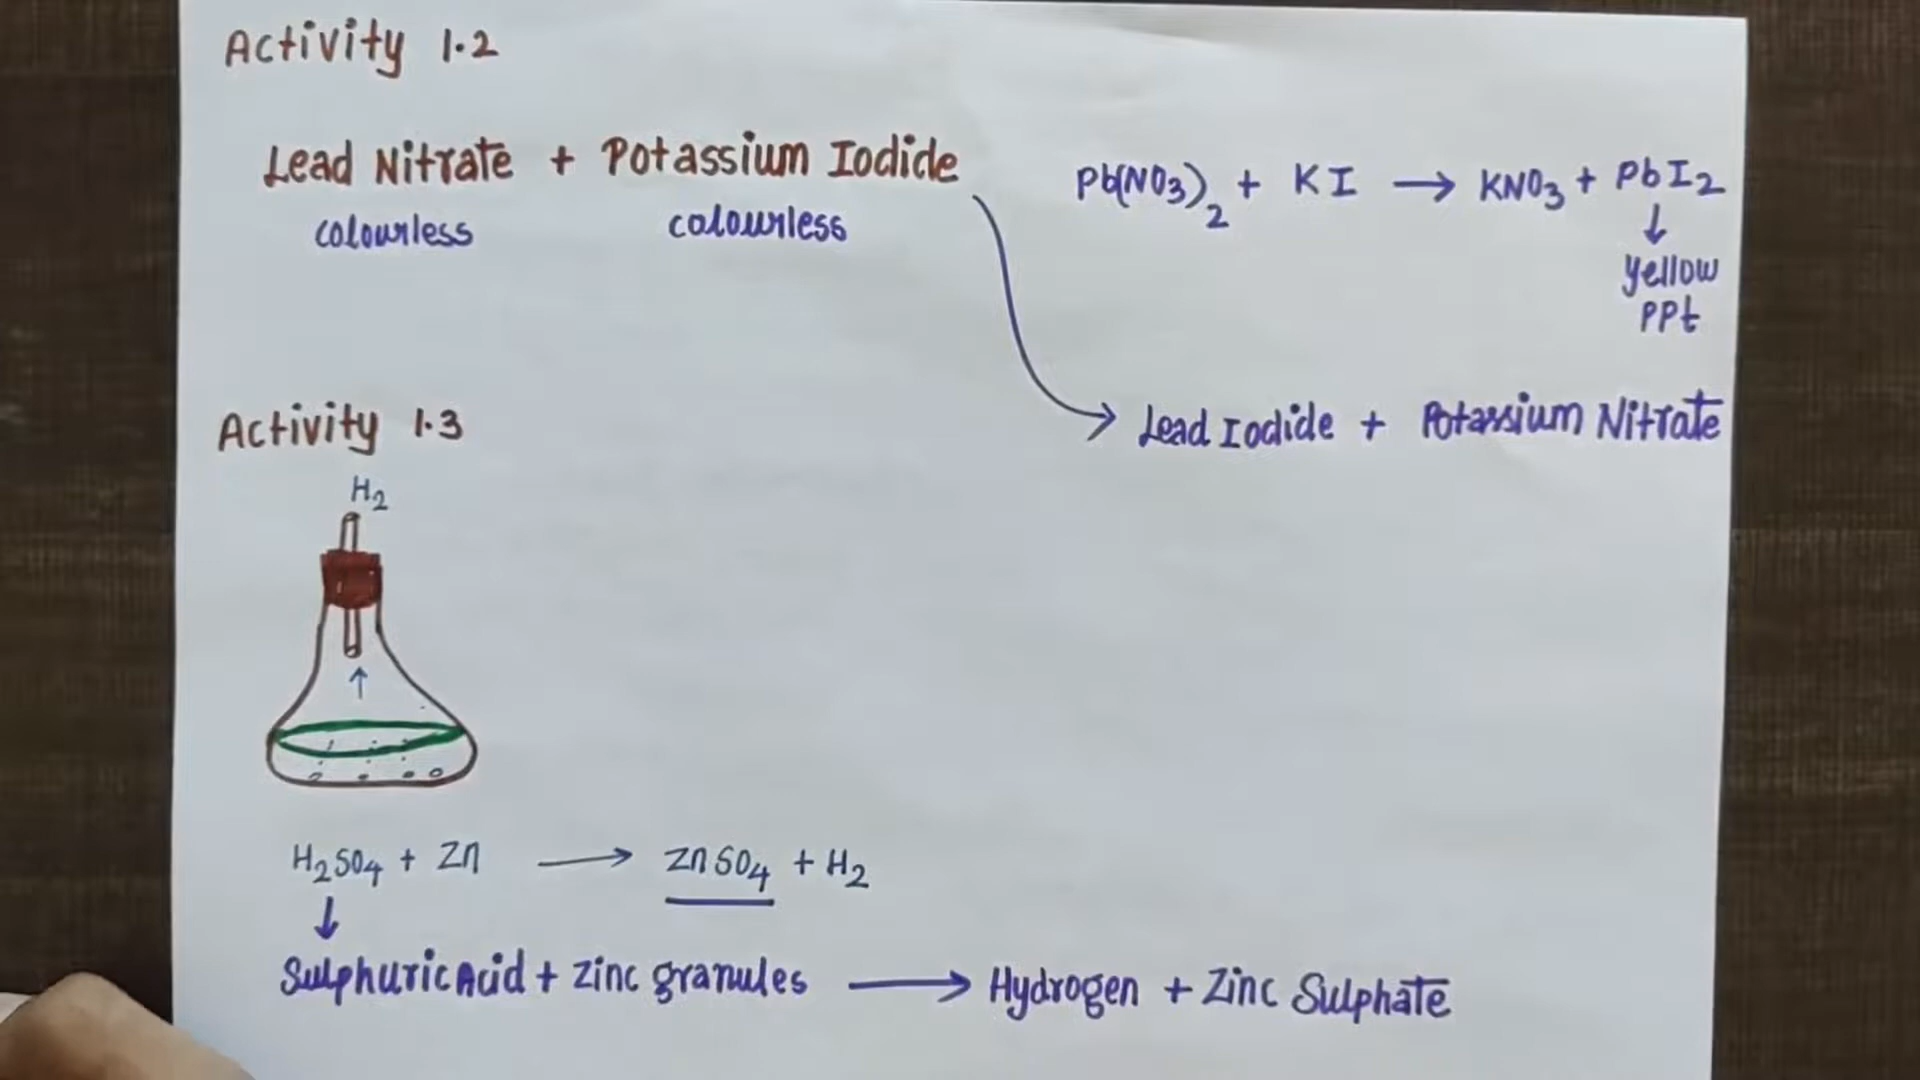 Activity 1.2
Lead Nitrate + Potassium Iodide
colourless colourless
Pb(NO3)2 + KI → KNO3 + PbI2
↓
yellow
PPt
→ Lead Iodide + Potassium Nitrate
Activity 1.3
H2
↑
H2SO4 + Zn → ZnSO4 + H2
↓
Sulphuric Acid + Zinc granules → Hydrogen + Zinc Sulphate